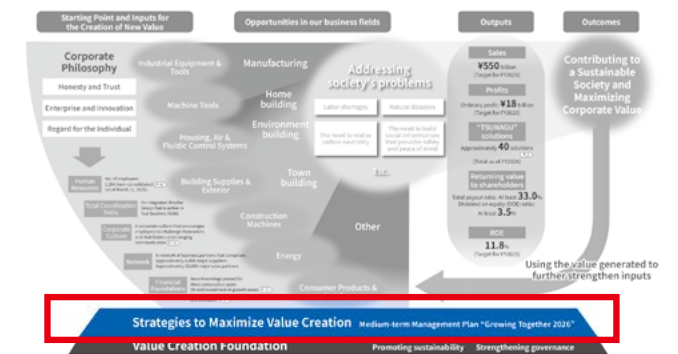 Starting Point and Inputs for
the Creation of New Value
Opportunities in our business fields
Outputs
Outcomes
Corporate
Philosophy
Honesty and Trust
Enterprise and Innovation
Regard for the Individual
Industrial Equipment &
Tools
Machine Tools
Housing, Air &
Fluidic Control Systems
Building Supplies &
Exterior
Construction
Machines
Energy
Consumer Products &
Manufacturing
Home
building
Environment
building
Town
building
Other
Addressing
society's problems
Labor shortages
Natural disasters
The need to realize
carbon neutrality
The need to build
social infrastructure
that provides safety
and peace of mind
Etc.
Sales
¥550 billion
(Target for FY2025)
Profits
Ordinary profit: ¥18 billion
(Target for FY2025)
"TSUNAGU"
solutions
Approximately 40 solutions
Returning value
to shareholders
Total payout ratio: At least 33.0%
Dividend on equity (DOE) ratio:
At least 3.5%
ROE
11.8%
Contributing to
a Sustainable
Society and
Maximizing
Corporate Value
Human
Resources
Total Coordination
Skills
Corporate
Culture
Network
Financial
Foundations
Using the value generated to
further strengthen inputs
Strategies to Maximize Value Creation Medium-term Management Plan "Growing Together 2026"
Value Creation Foundation Promoting sustainability Strengthening governance